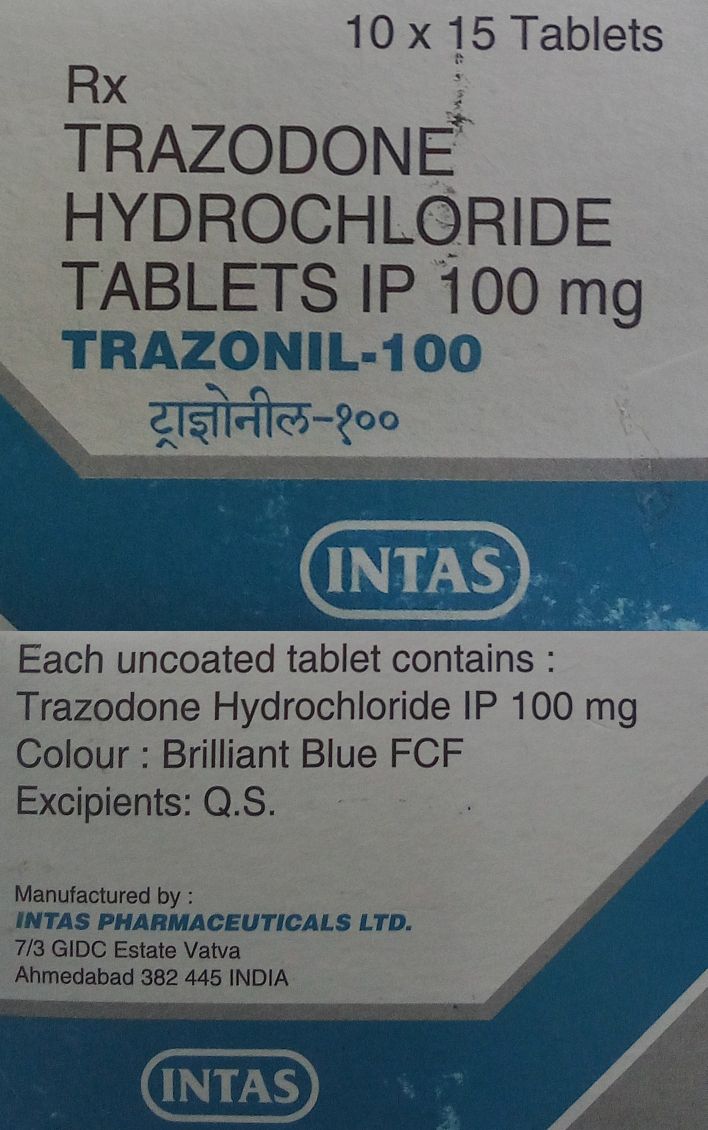 10 x 15 Tablets
Rx
TRAZODONE
HYDROCHLORIDE
TABLETS IP 100 mg
TRAZONIL-100
ट्राज़ोनील-१००
INTAS
Each uncoated tablet contains :
Trazodone Hydrochloride IP 100 mg
Colour : Brilliant Blue FCF
Excipients: Q.S.
Manufactured by :
INTAS PHARMACEUTICALS LTD.
7/3 GIDC Estate Vatva
Ahmedabad 382 445 INDIA
INTAS